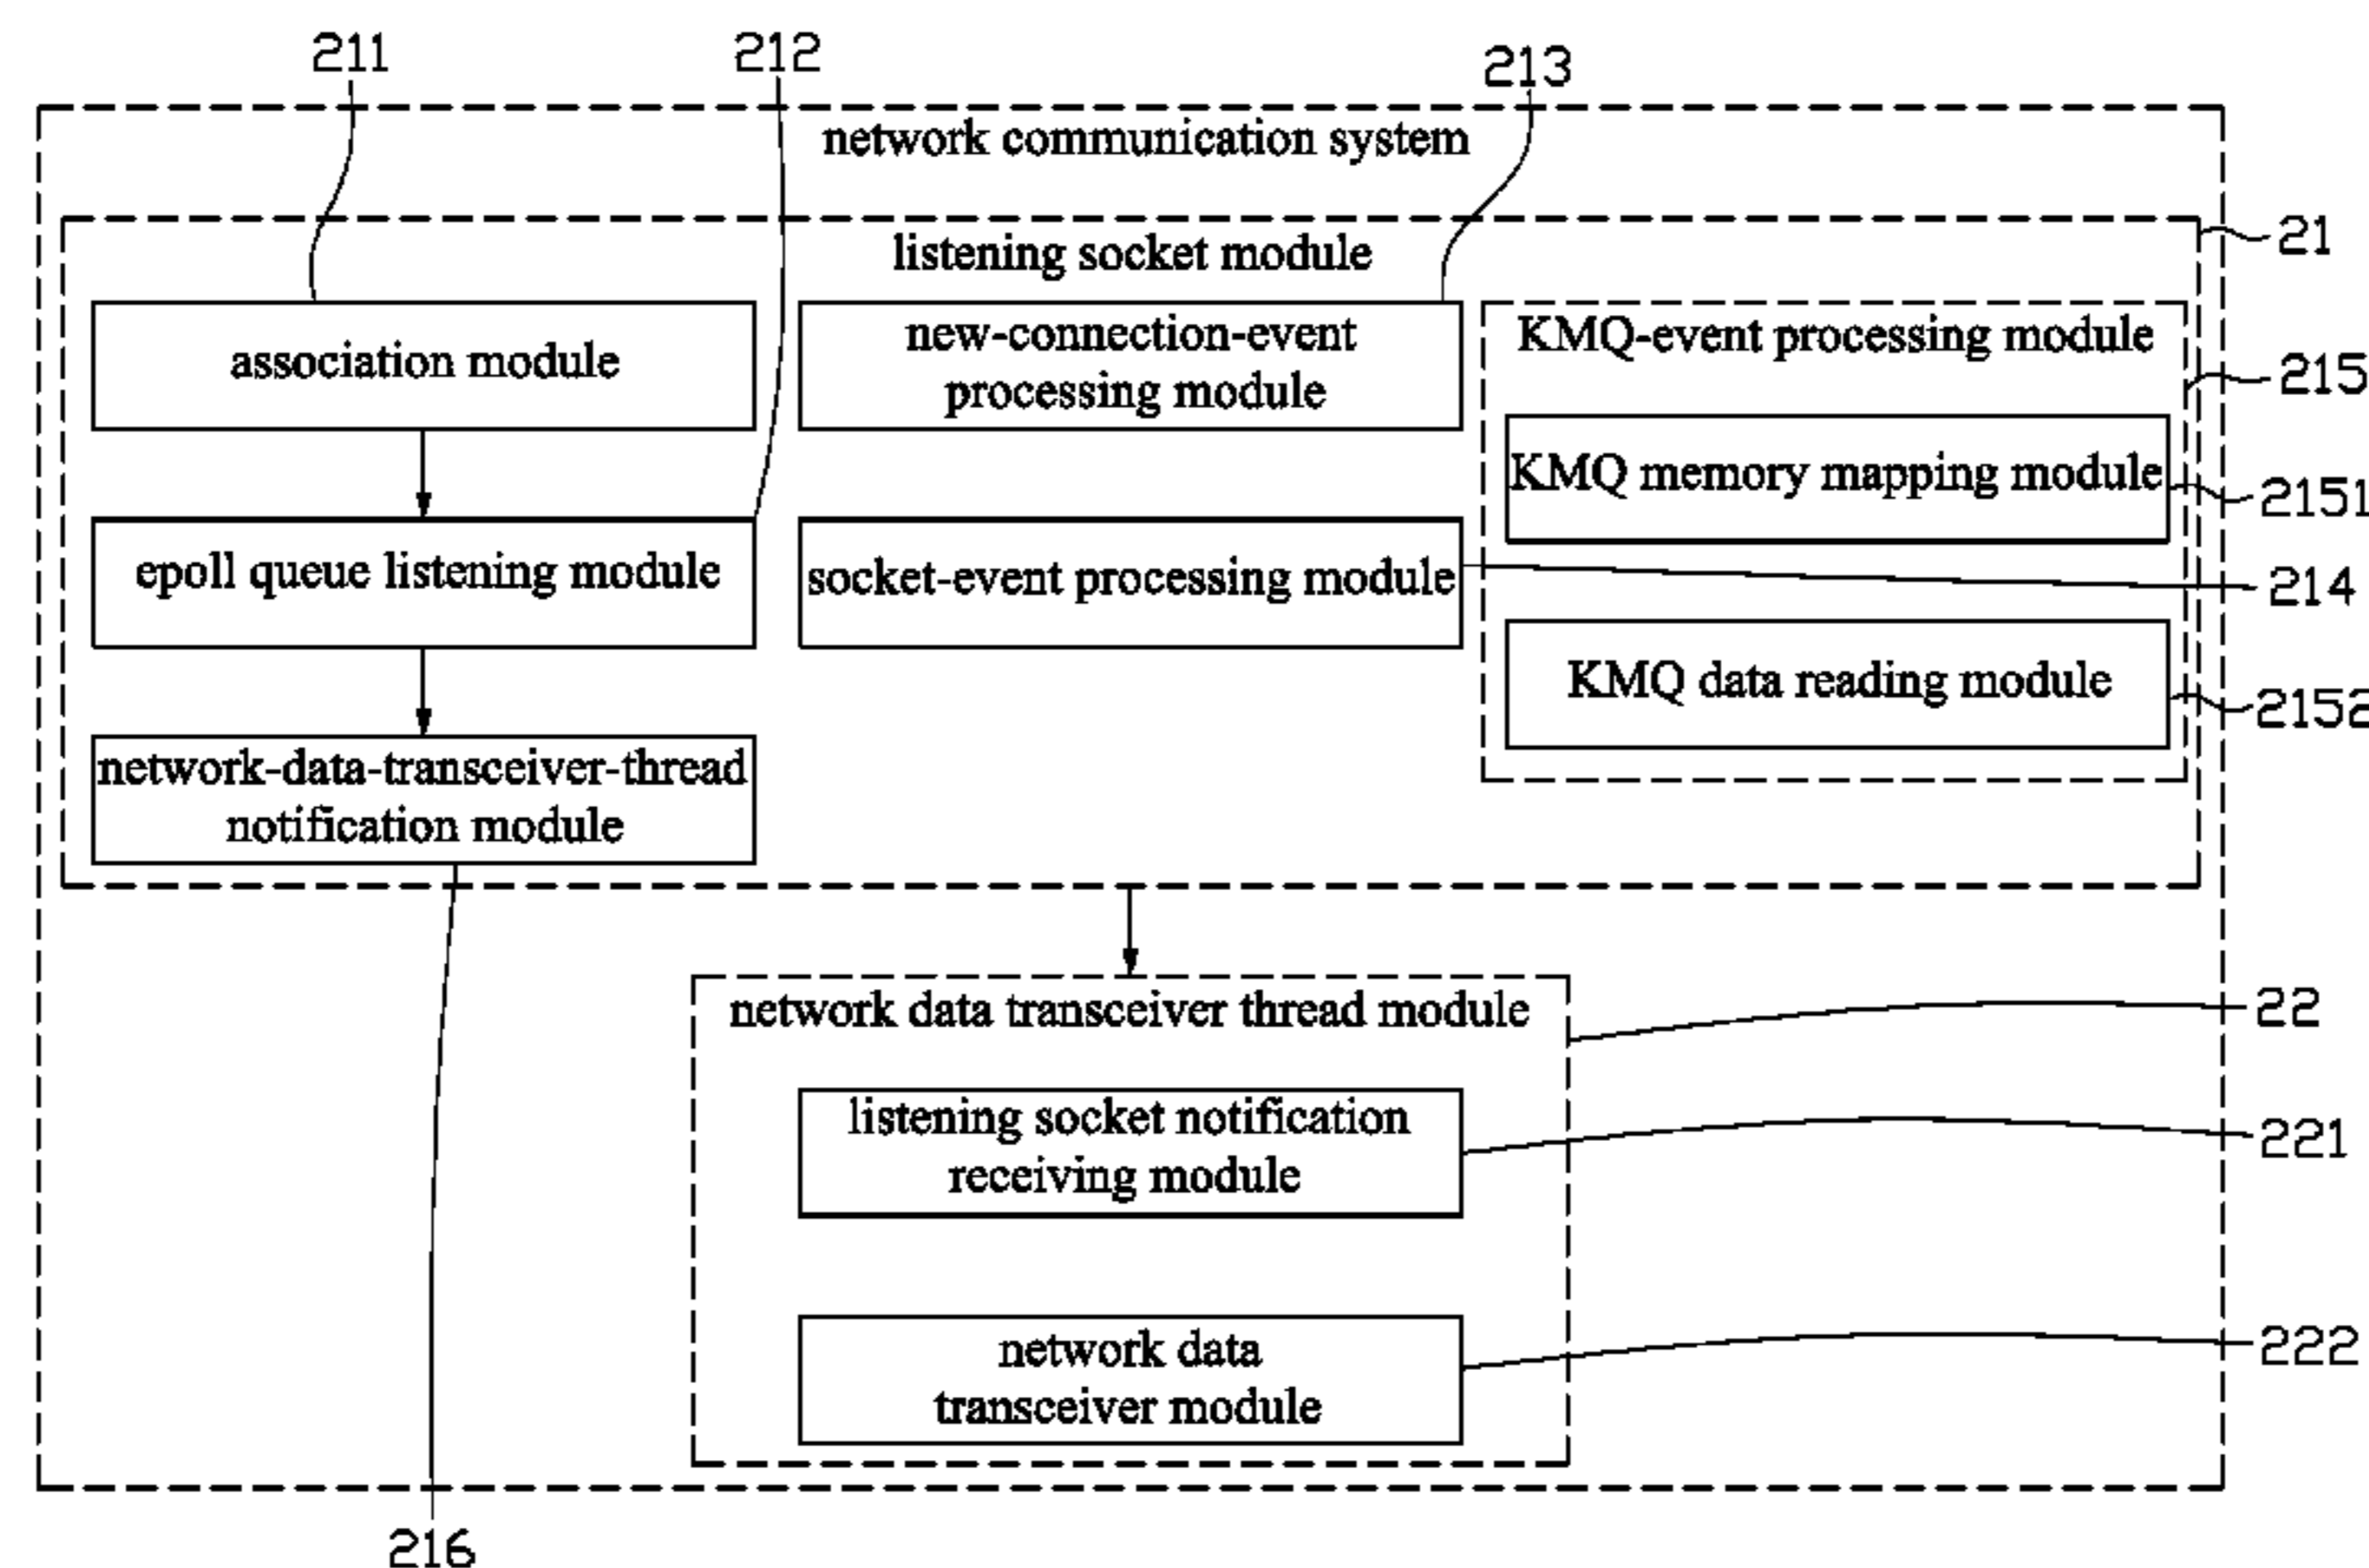 211
212
213
network communication system
listening socket module
21
association module
new-connection-event
processing module
KMQ-event processing module
215
KMQ memory mapping module
2151
epoll queue listening module
socket-event processing module
214
KMQ data reading module
2152
network-data-transceiver-thread
notification module
network data transceiver thread module
22
listening socket notification
receiving module
221
network data
transceiver module
222
216